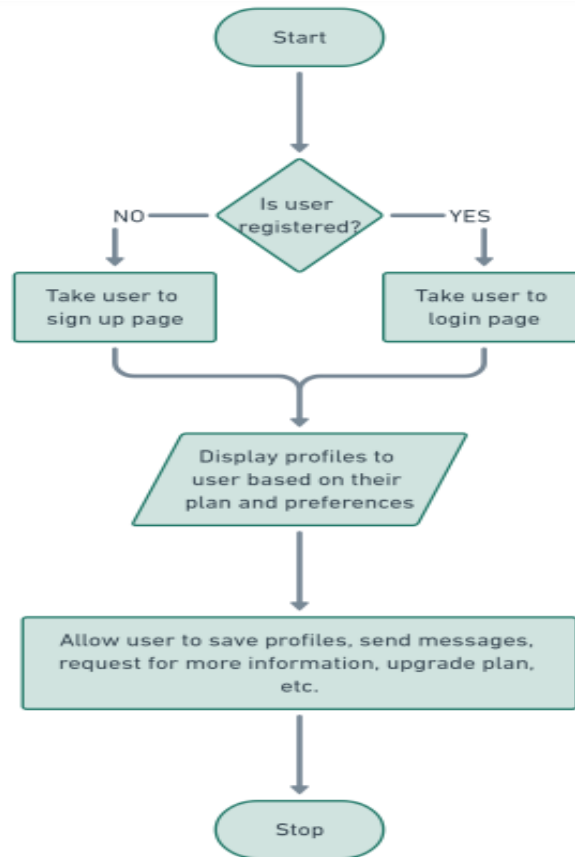 Start
Is user
registered?
NO
YES
Take user to
sign up page
Take user to
login page
Display profiles to
user based on their
plan and preferences
Allow user to save profiles, send messages,
request for more information, upgrade plan,
etc.
Stop